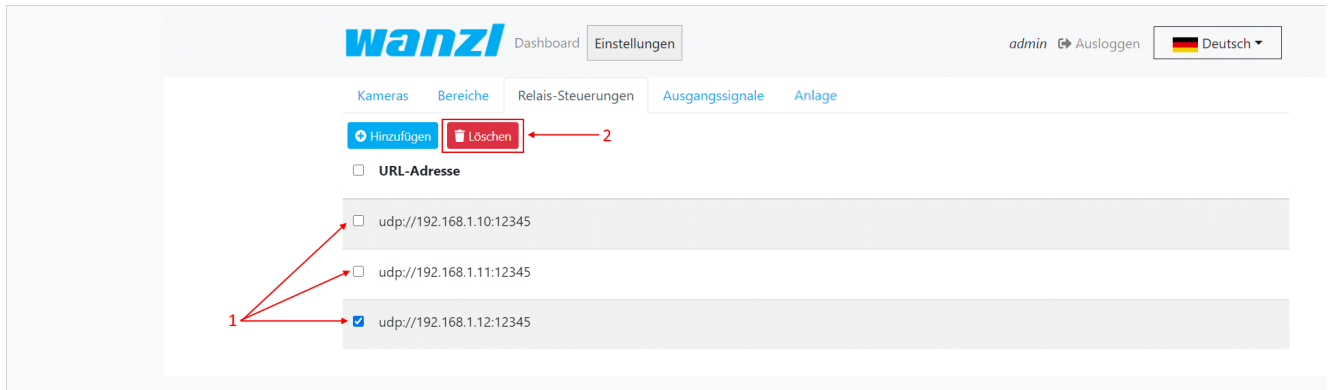 wanzl Dashboard Einstellungen admin Ausloggen Deutsch
Kameras Bereiche Relais-Steuerungen Ausgangssignale Anlage
Hinzufügen Löschen 2
URL-Adresse
udp://192.168.1.10:12345
udp://192.168.1.11:12345
1 udp://192.168.1.12:12345